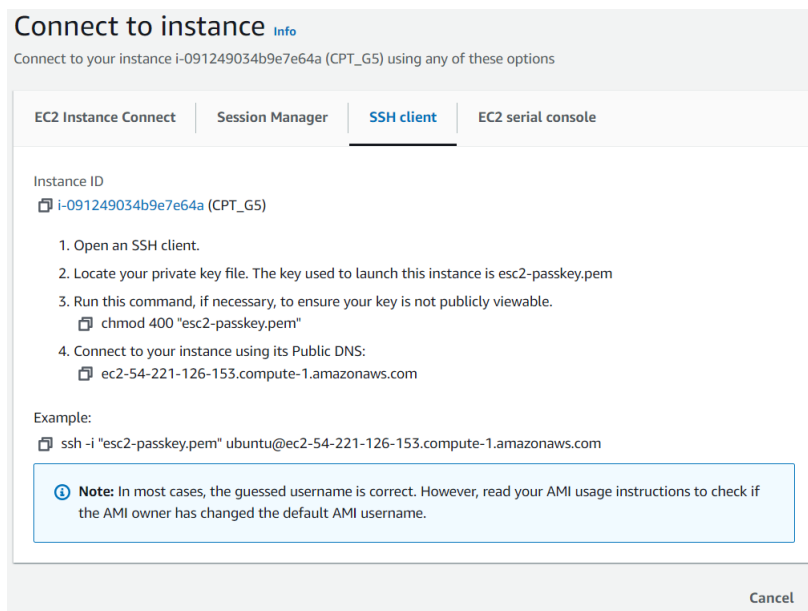 Connect to instance Info
Connect to your instance i-091249034b9e7e64a (CPT_G5) using any of these options
EC2 Instance Connect
Session Manager
SSH client
EC2 serial console
Instance ID
i-091249034b9e7e64a (CPT_G5)
1. Open an SSH client.
2. Locate your private key file. The key used to launch this instance is esc2-passkey.pem
3. Run this command, if necessary, to ensure your key is not publicly viewable.
chmod 400 "esc2-passkey.pem"
4. Connect to your instance using its Public DNS:
ec2-54-221-126-153.compute-1.amazonaws.com
Example:
ssh -i "esc2-passkey.pem" ubuntu@ec2-54-221-126-153.compute-1.amazonaws.com
Note: In most cases, the guessed username is correct. However, read your AMI usage instructions to check if
the AMI owner has changed the default AMI username.
Cancel